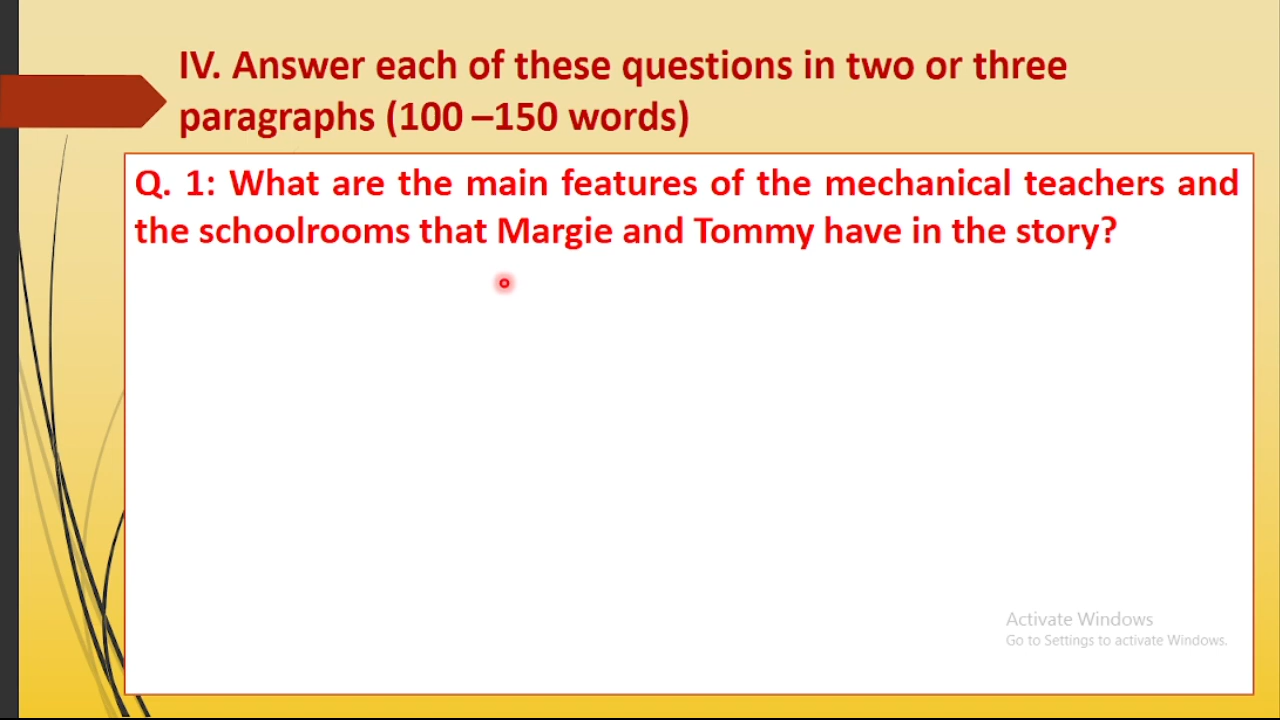 IV. Answer each of these questions in two or three
paragraphs (100 –150 words)
Q. 1: What are the main features of the mechanical teachers and
the schoolrooms that Margie and Tommy have in the story?
Activate Windows
Go to Settings to activate Windows.